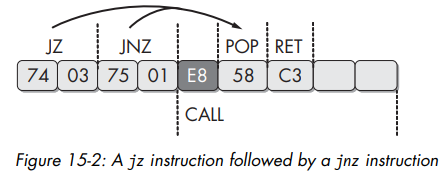 JZ JNZ POP RET
74 03 75 01 E8 58 C3
CALL
Figure 15-2: A jz instruction followed by a jnz instruction